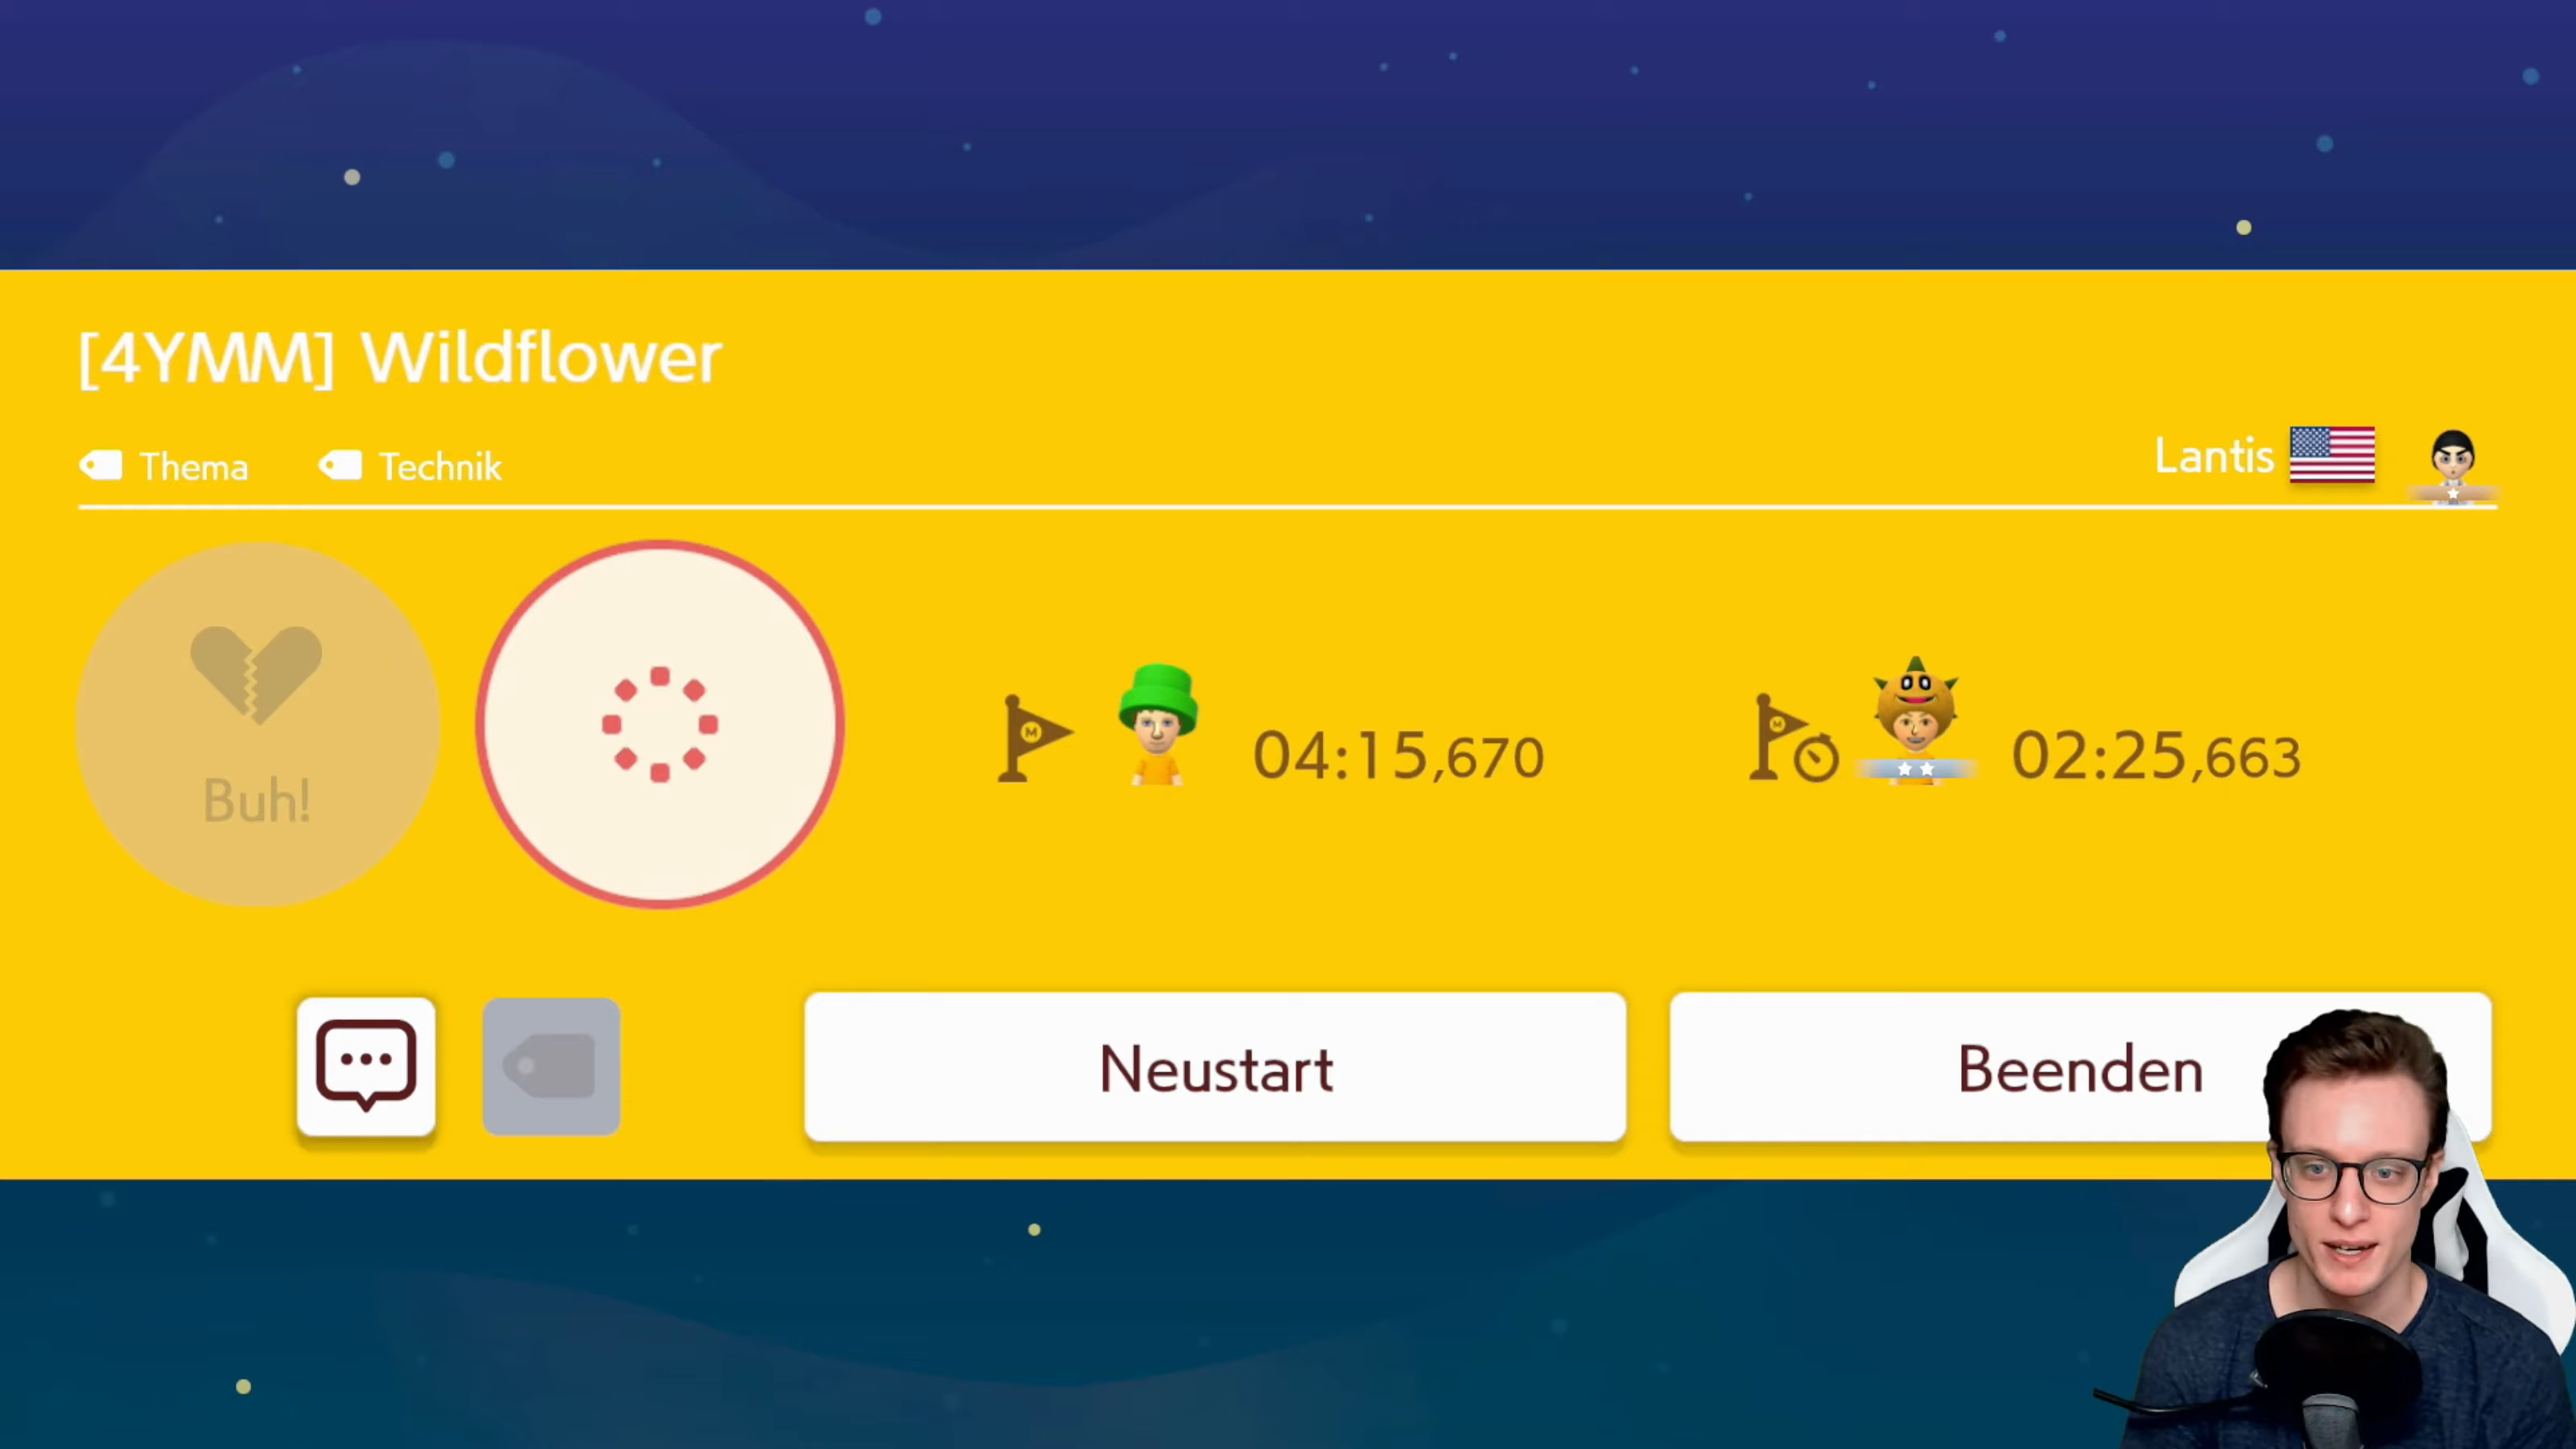 [4YMM] Wildflower
Thema Technik
Lantis
Buh!
M 04:15,670
M 02:25,663
Neustart
Beenden